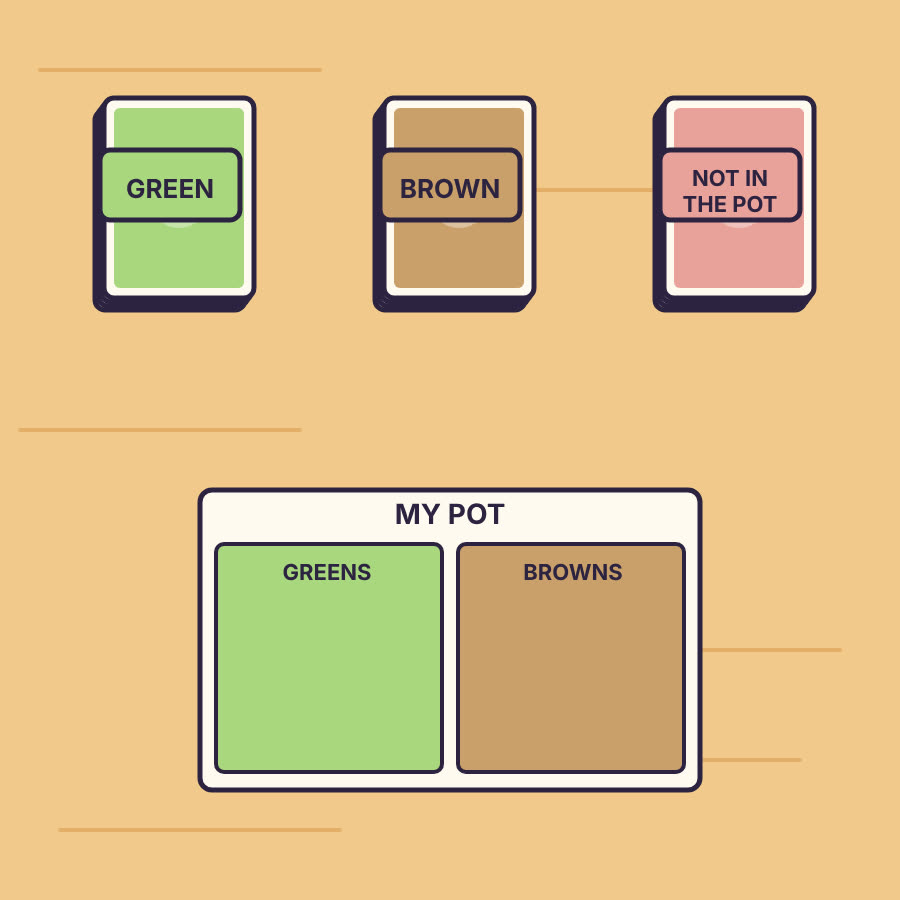 GREEN
BROWN
NOT IN
THE POT
MY POT
GREENS
BROWNS